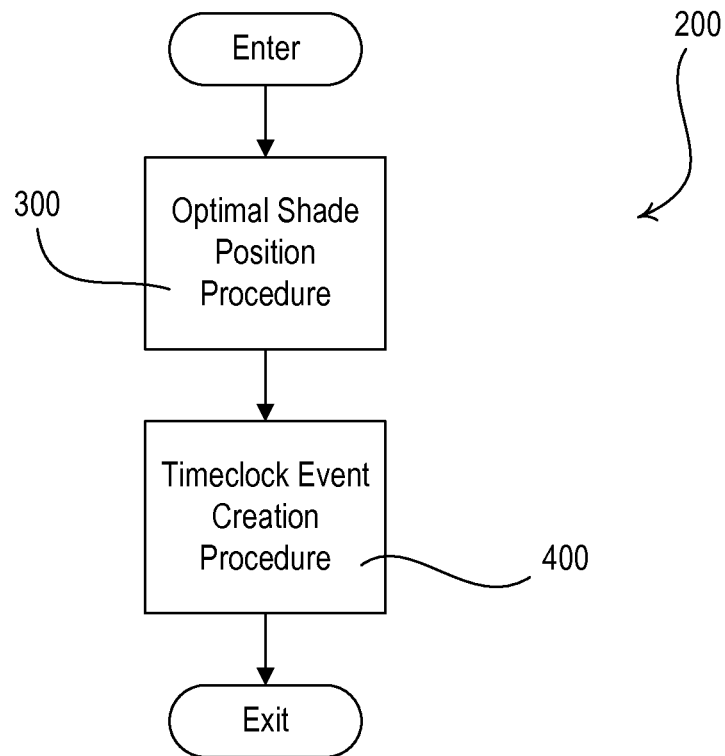 Enter
200
300
Optimal Shade
Position
Procedure
Timeclock Event
Creation
Procedure
400
Exit